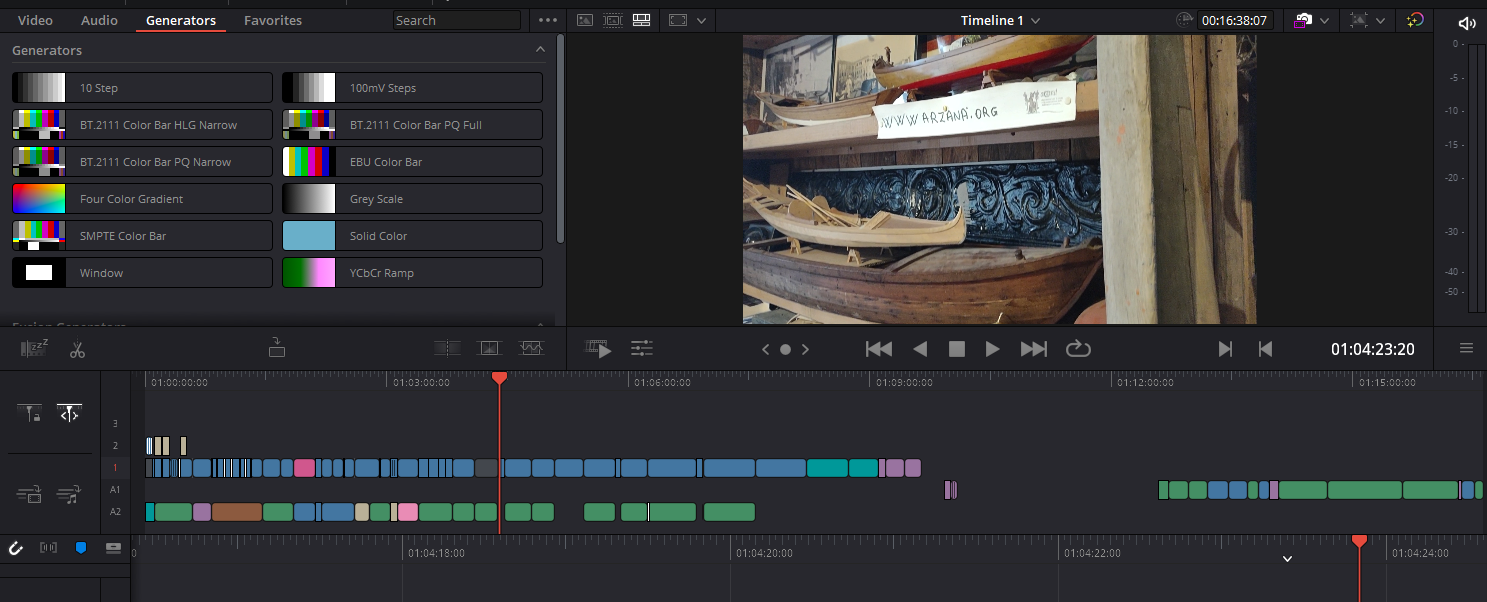 Video Audio Generators Favorites Search
Timeline 1 00:16:38:07
Generators
10 Step 100mV Steps
BT.2111 Color Bar HLG Narrow BT.2111 Color Bar PQ Full
BT.2111 Color Bar PQ Narrow EBU Color Bar
Four Color Gradient Grey Scale
SMPTE Color Bar Solid Color
Window YCbCr Ramp
WWW.ARZANÀ.ORG
0
-5
-10
-15
-20
-30
-40
-50
01:04:23:20
01:00:00:00 01:03:00:00 01:06:00:00 01:09:00:00 01:12:00:00 01:15:00:00
3
2
1
A1
A2
01:04:18:00 01:04:20:00 01:04:22:00 01:04:24:00